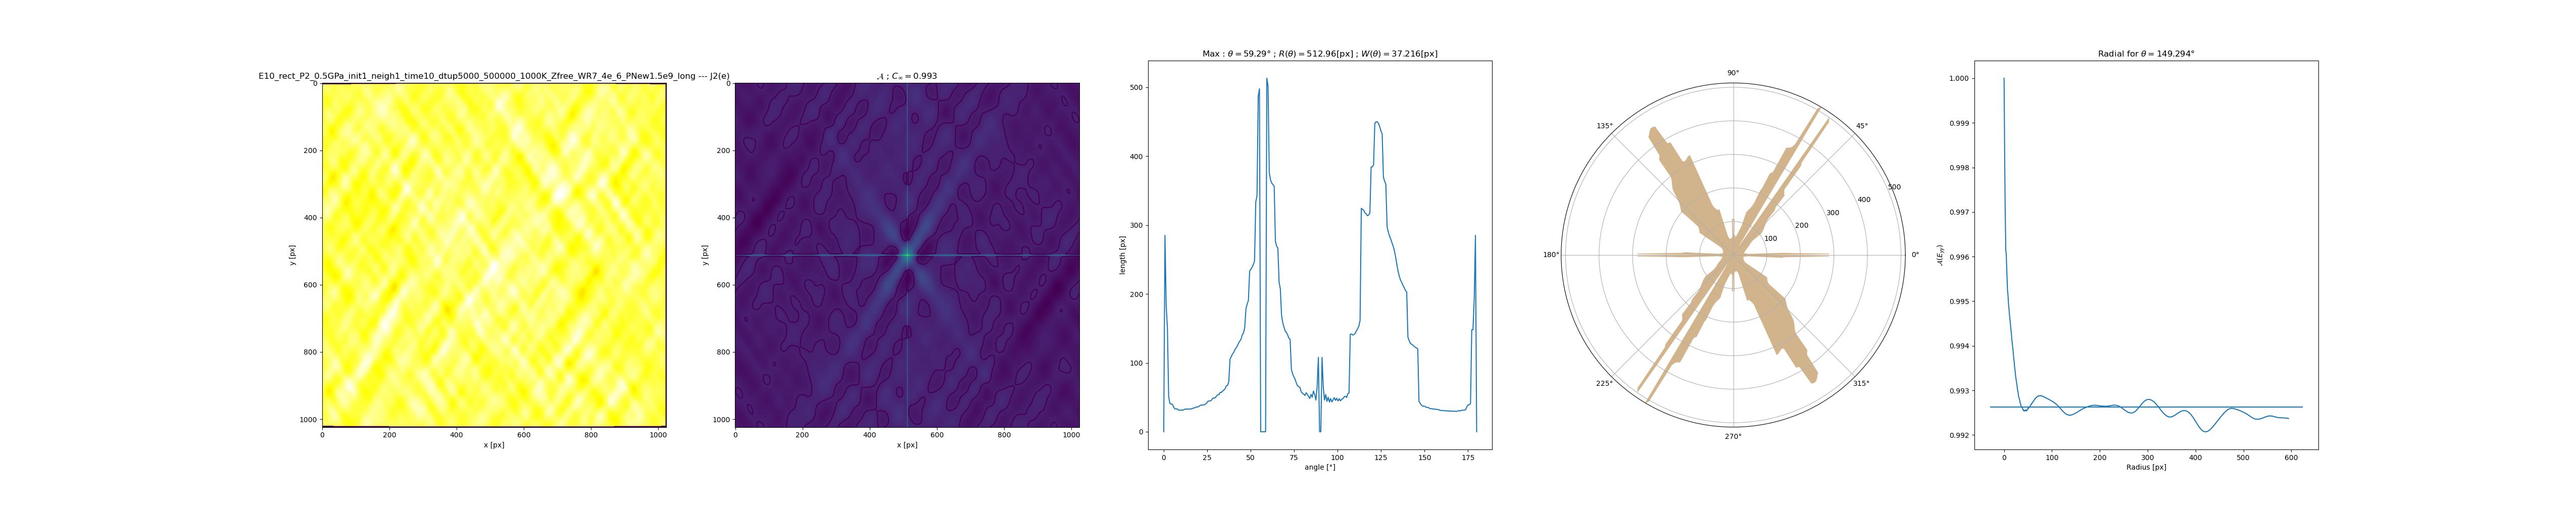 E10_rect_P2_0.5GPa_init1_neigh1_time10_dtup5000_500000_1000K_Zfree_WR7_4e_6_PNew1.5e9_long --- J2(e)
0
200
400
600
800
1000
y [px]
0 200 400 600 800 1000
x [px]
𝒜 ; C∞ = 0.993
0
200
400
600
800
1000
y [px]
0 200 400 600 800 1000
x [px]
Max : θ = 59.29° ; R(θ) = 512.96[px] ; W(θ) = 37.216[px]
500
400
300
200
100
0
length [px]
0 25 50 75 100 125 150 175
angle [°]
90°
135° 45°
180° 0°
225° 315°
270°
100 200 300 400 500
Radial for θ = 149.294°
1.000
0.999
0.998
0.997
0.996
0.995
0.994
0.993
0.992
𝒜(Eyy)
0 100 200 300 400 500 600
Radius [px]